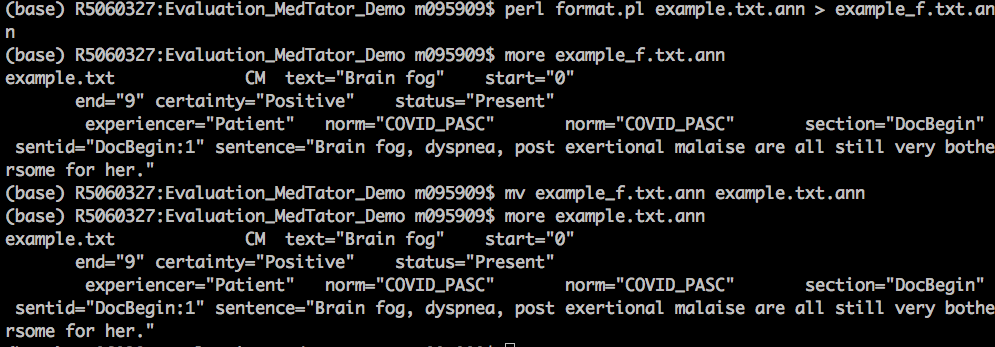 (base) R5060327:Evaluation_MedTator_Demo m095909$ perl format.pl example.txt.ann > example_f.txt.an
n
(base) R5060327:Evaluation_MedTator_Demo m095909$ more example_f.txt.ann
example.txt             CM  text="Brain fog"    start="0"
       end="9" certainty="Positive"    status="Present"
        experiencer="Patient"   norm="COVID_PASC"       norm="COVID_PASC"       section="DocBegin"
 sentid="DocBegin:1" sentence="Brain fog, dyspnea, post exertional malaise are all still very bothe
rsome for her."
(base) R5060327:Evaluation_MedTator_Demo m095909$ mv example_f.txt.ann example.txt.ann
(base) R5060327:Evaluation_MedTator_Demo m095909$ more example.txt.ann
example.txt             CM  text="Brain fog"    start="0"
       end="9" certainty="Positive"    status="Present"
        experiencer="Patient"   norm="COVID_PASC"       norm="COVID_PASC"       section="DocBegin"
 sentid="DocBegin:1" sentence="Brain fog, dyspnea, post exertional malaise are all still very bothe
rsome for her."